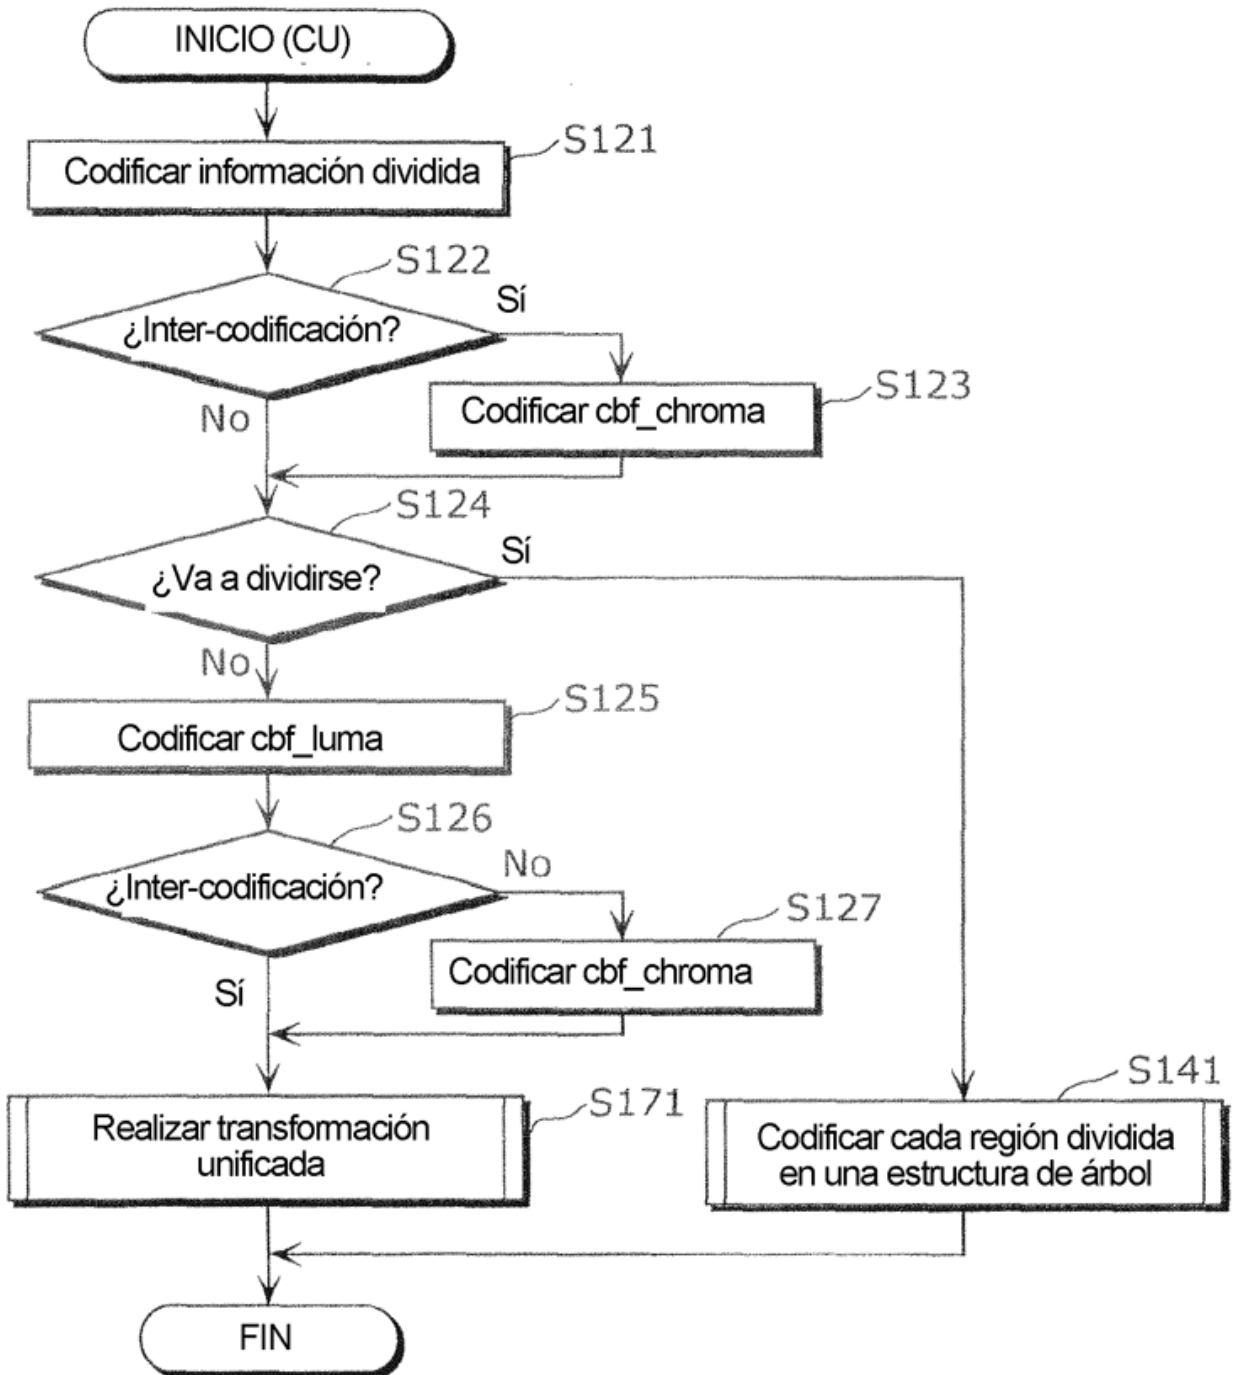 INICIO (CU)
S121
Codificar información dividida
S122
¿Inter-codificación?
Sí
S123
Codificar cbf_chroma
No
S124
¿Va a dividirse?
Sí
No
S125
Codificar cbf_luma
S126
¿Inter-codificación?
No
S127
Codificar cbf_chroma
Sí
S171
Realizar transformación
unificada
S141
Codificar cada región dividida
en una estructura de árbol
FIN